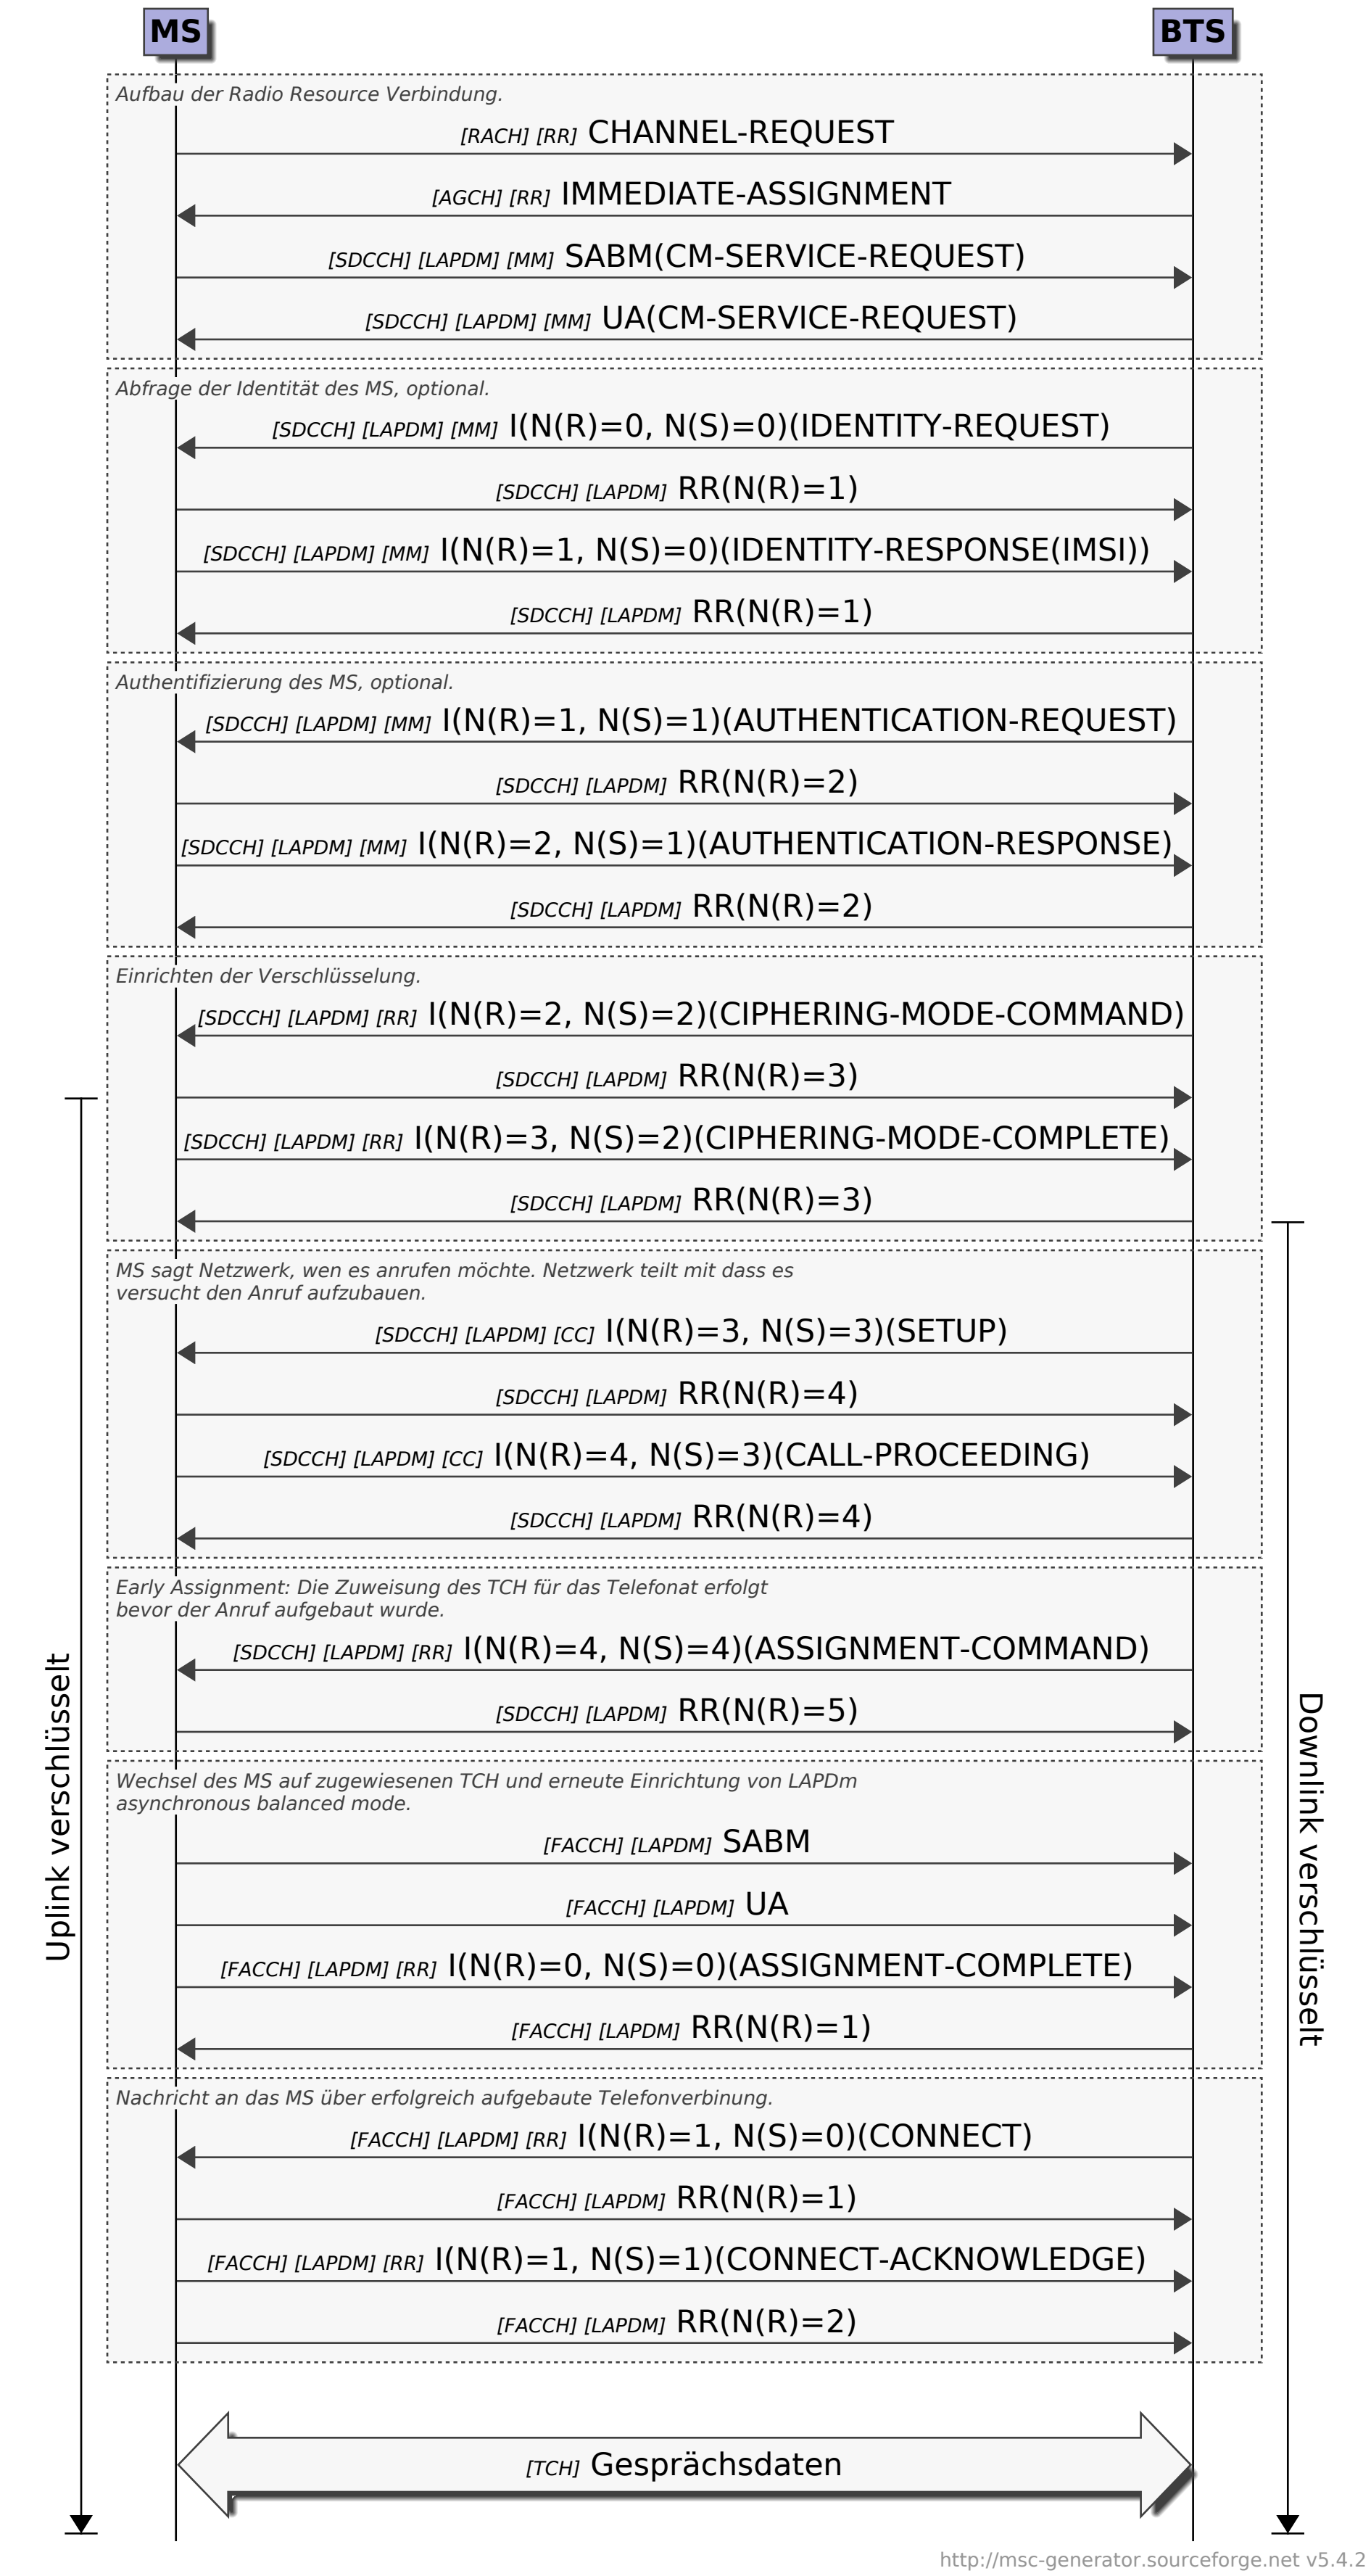 MS
BTS
Aufbau der Radio Resource Verbindung.
[RACH] [RR] CHANNEL-REQUEST
[AGCH] [RR] IMMEDIATE-ASSIGNMENT
[SDCCH] [LAPDM] [MM] SABM(CM-SERVICE-REQUEST)
[SDCCH] [LAPDM] [MM] UA(CM-SERVICE-REQUEST)
Abfrage der Identität des MS, optional.
[SDCCH] [LAPDM] [MM] I(N(R)=0, N(S)=0)(IDENTITY-REQUEST)
[SDCCH] [LAPDM] RR(N(R)=1)
[SDCCH] [LAPDM] [MM] I(N(R)=1, N(S)=0)(IDENTITY-RESPONSE(IMSI))
[SDCCH] [LAPDM] RR(N(R)=1)
Authentifizierung des MS, optional.
[SDCCH] [LAPDM] [MM] I(N(R)=1, N(S)=1)(AUTHENTICATION-REQUEST)
[SDCCH] [LAPDM] RR(N(R)=2)
[SDCCH] [LAPDM] [MM] I(N(R)=2, N(S)=1)(AUTHENTICATION-RESPONSE)
[SDCCH] [LAPDM] RR(N(R)=2)
Einrichten der Verschlüsselung.
[SDCCH] [LAPDM] [RR] I(N(R)=2, N(S)=2)(CIPHERING-MODE-COMMAND)
[SDCCH] [LAPDM] RR(N(R)=3)
[SDCCH] [LAPDM] [RR] I(N(R)=3, N(S)=2)(CIPHERING-MODE-COMPLETE)
[SDCCH] [LAPDM] RR(N(R)=3)
MS sagt Netzwerk, wen es anrufen möchte. Netzwerk teilt mit dass es
versucht den Anruf aufzubauen.
[SDCCH] [LAPDM] [CC] I(N(R)=3, N(S)=3)(SETUP)
[SDCCH] [LAPDM] RR(N(R)=4)
[SDCCH] [LAPDM] [CC] I(N(R)=4, N(S)=3)(CALL-PROCEEDING)
[SDCCH] [LAPDM] RR(N(R)=4)
Early Assignment: Die Zuweisung des TCH für das Telefonat erfolgt
bevor der Anruf aufgebaut wurde.
[SDCCH] [LAPDM] [RR] I(N(R)=4, N(S)=4)(ASSIGNMENT-COMMAND)
[SDCCH] [LAPDM] RR(N(R)=5)
Wechsel des MS auf zugewiesenen TCH und erneute Einrichtung von LAPDm
asynchronous balanced mode.
[FACCH] [LAPDM] SABM
[FACCH] [LAPDM] UA
[FACCH] [LAPDM] [RR] I(N(R)=0, N(S)=0)(ASSIGNMENT-COMPLETE)
[FACCH] [LAPDM] RR(N(R)=1)
Nachricht an das MS über erfolgreich aufgebaute Telefonverbinung.
[FACCH] [LAPDM] [RR] I(N(R)=1, N(S)=0)(CONNECT)
[FACCH] [LAPDM] RR(N(R)=1)
[FACCH] [LAPDM] [RR] I(N(R)=1, N(S)=1)(CONNECT-ACKNOWLEDGE)
[FACCH] [LAPDM] RR(N(R)=2)
[TCH] Gesprächsdaten
Uplink verschlüsselt
Downlink verschlüsselt
http://msc-generator.sourceforge.net v5.4.2